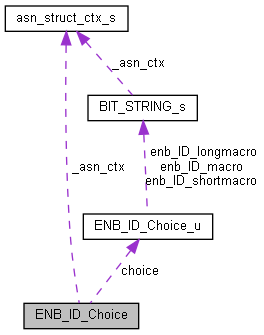 asn_struct_ctx_s
_asn_ctx
BIT_STRING_s
enb_ID_longmacro
_asn_ctx
enb_ID_macro
enb_ID_shortmacro
ENB_ID_Choice_u
choice
ENB_ID_Choice